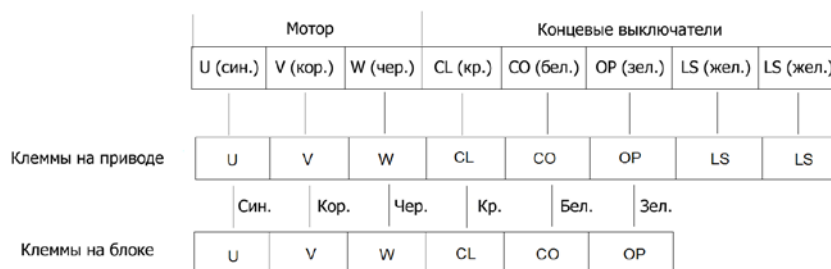 Мотор Концевые выключатели
U (син.) V (кор.) W (чер.) CL (кр.) CO (бел.) OP (зел.) LS (жел.) LS (жел.)
Клеммы на приводе U V W CL CO OP LS LS
Син. Кор. Чер. Кр. Бел. Зел.
Клеммы на блоке U V W CL CO OP